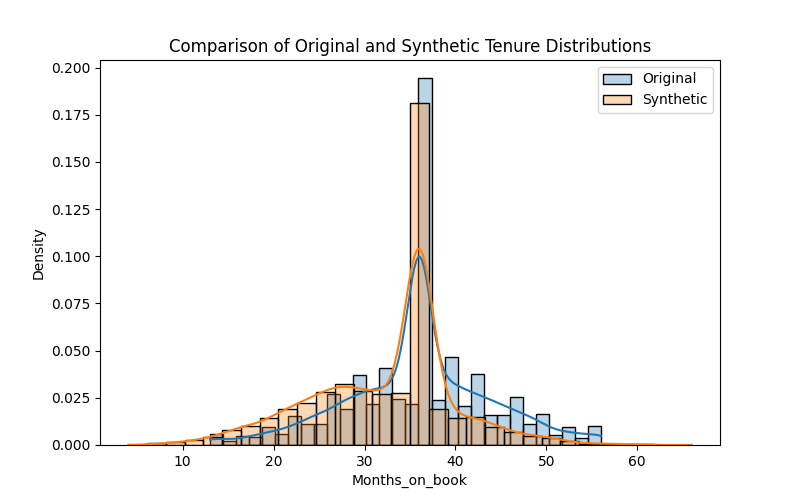 Comparison of Original and Synthetic Tenure Distributions
Original
Synthetic
0.200
0.175
0.150
0.125
0.100
0.075
0.050
0.025
0.000
Density
10 20 30 40 50 60
Months_on_book